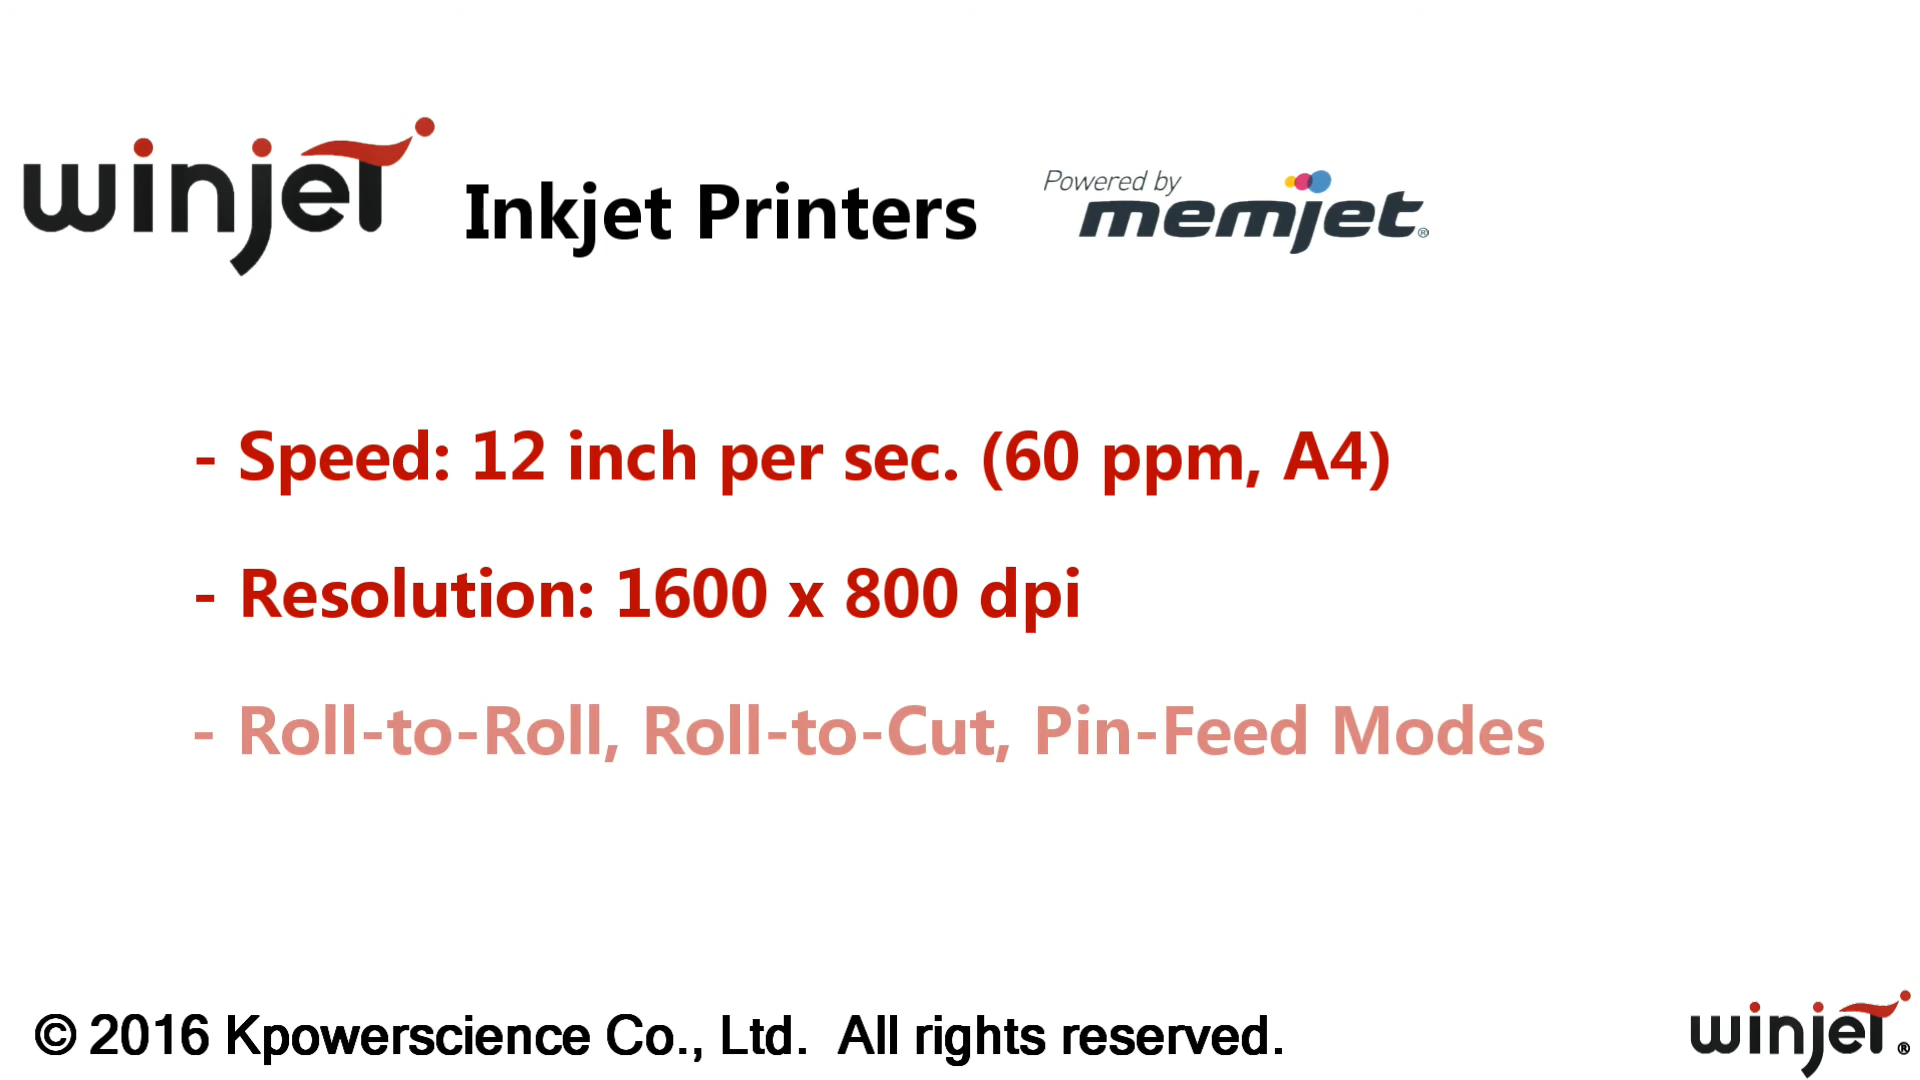 winjet Inkjet Printers Powered by memjet®
- Speed: 12 inch per sec. (60 ppm, A4)
- Resolution: 1600 x 800 dpi
- Roll-to-Roll, Roll-to-Cut, Pin-Feed Modes
© 2016 Kpowerscience Co., Ltd. All rights reserved.
winjet®